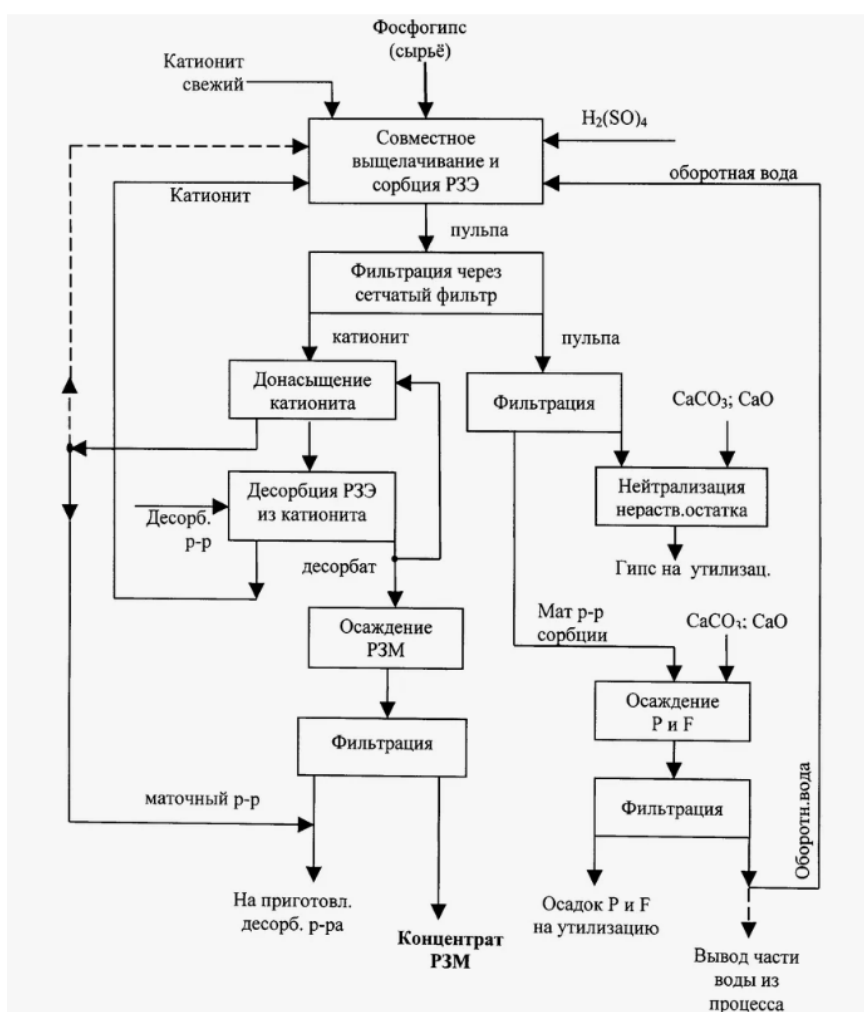 Фосфогипс
(сырьё)
Катионит
свежий
H₂(SO)₄
Совместное
выщелачивание и
сорбция РЗЭ
оборотная вода
Катионит
пульпа
Фильтрация через
сетчатый фильтр
катионит
пульпа
Донасыщение
катионита
Фильтрация
CaCO₃; CaO
Десорбция РЗЭ
из катионита
Нейтрализация
нераств.остатка
Десорб.
р-р
десорбат
Гипс на утилизац.
Осаждение
РЗМ
Мат р-р
сорбции
CaCO₃: CaO
Осаждение
P и F
Фильтрация
маточный р-р
Фильтрация
Оборотн.вода
На приготовл.
десорб. р-ра
Концентрат
РЗМ
Осадок P и F
на утилизацию
Вывод части
воды из
процесса